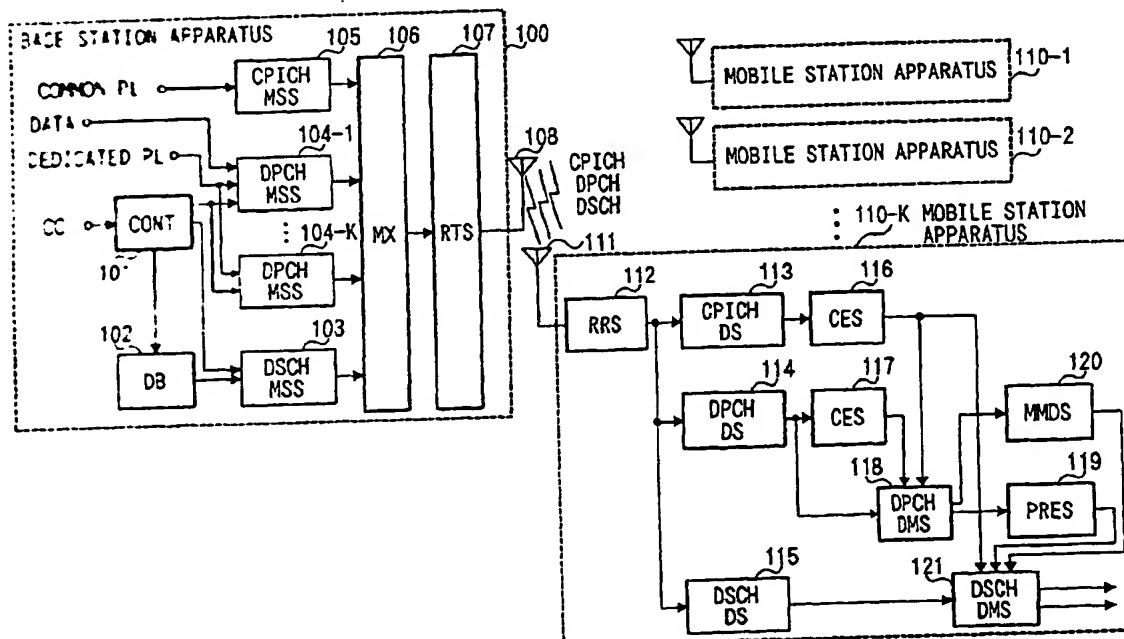 BASE STATION APPARATUS
100
105
106
107
COMMON PL
CPICH
MSS
DATA
104-1
DEDICATED PL
DPCH
MSS
CC
CONT
104-K
DPCH
MSS
102
DB
103
DSCH
MSS
MX
RTS
108
CPICH
DPCH
DSCH
MOBILE STATION APPARATUS
110-1
MOBILE STATION APPARATUS
110-2
110-K MOBILE STATION
APPARATUS
111
112
RRS
113
CPICH
DS
116
CES
114
DPCH
DS
117
CES
120
MMDS
118
DPCH
DMS
119
PRES
115
DSCH
DS
121
DSCH
DMS